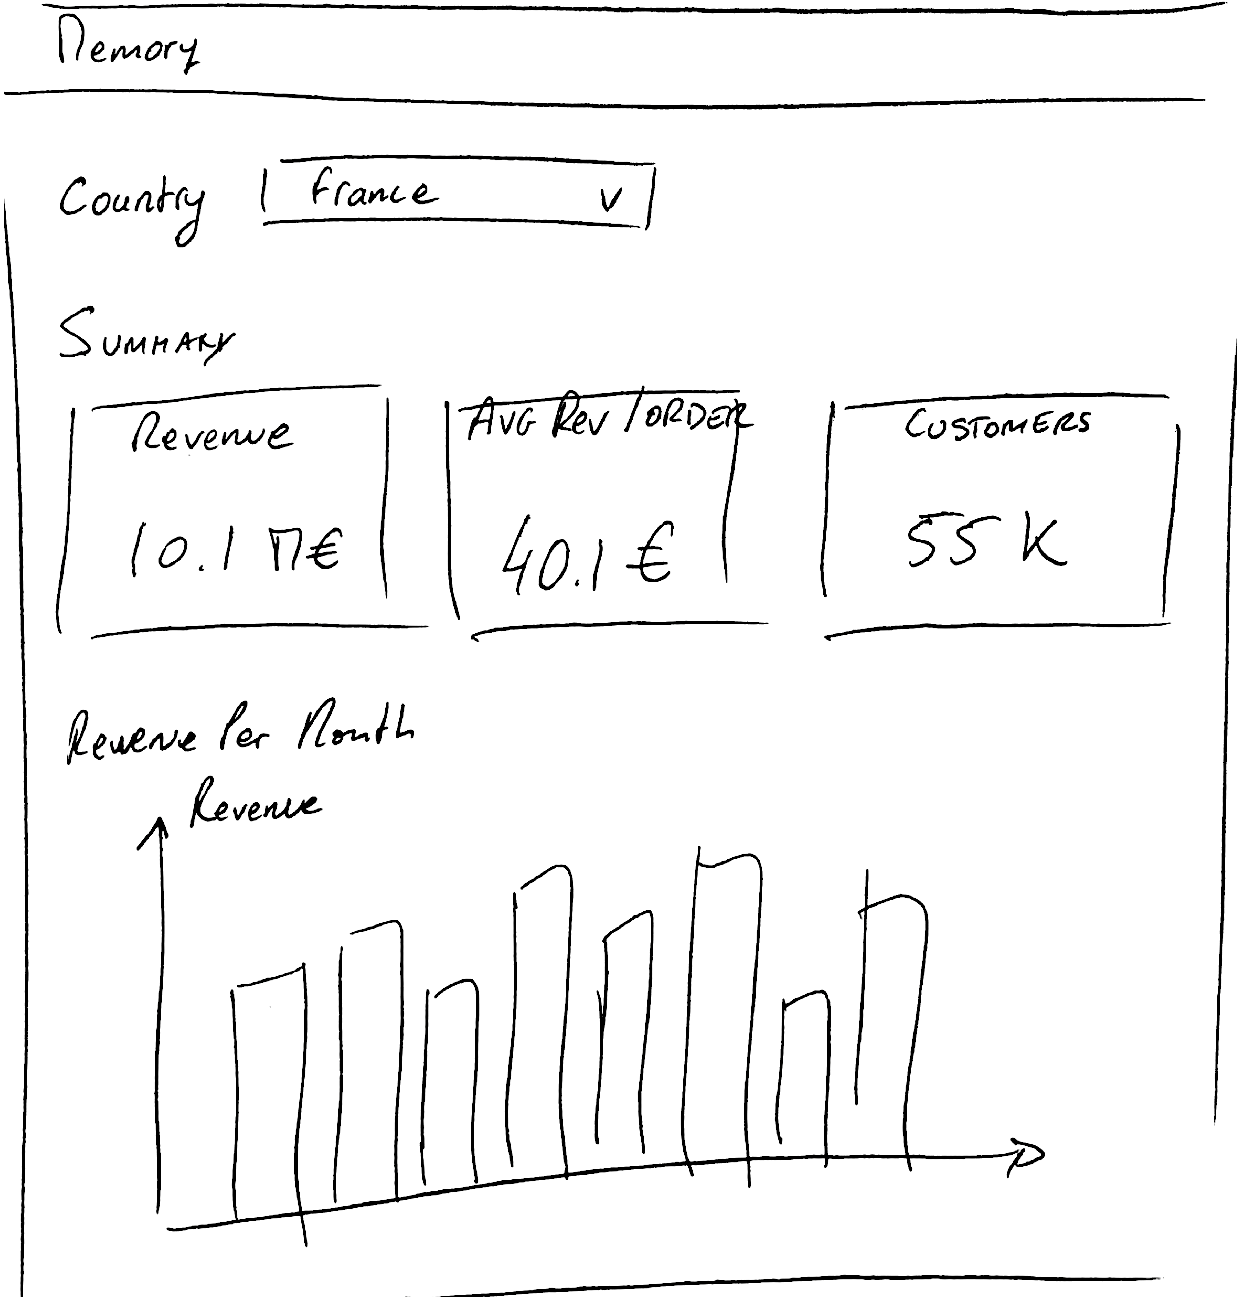 Memory
Country France v
SUMMARY
Revenue AVG Rev / ORDER CUSTOMERS
10.1 M€ 40.1 € 55 K
Revenue Per Month
Revenue